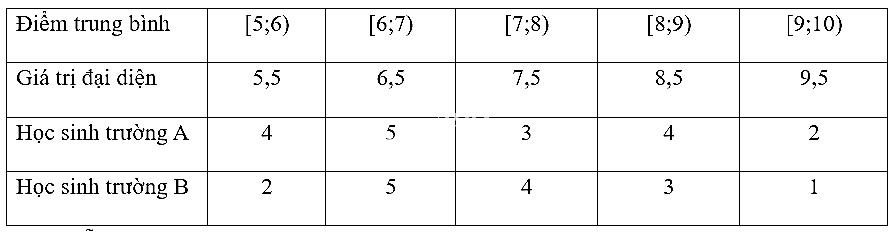 Điểm trung bình [5;6) [6;7) [7;8) [8;9) [9;10)
Giá trị đại diện 5,5 6,5 7,5 8,5 9,5
Học sinh trường A 4 5 3 4 2
Học sinh trường B 2 5 4 3 1